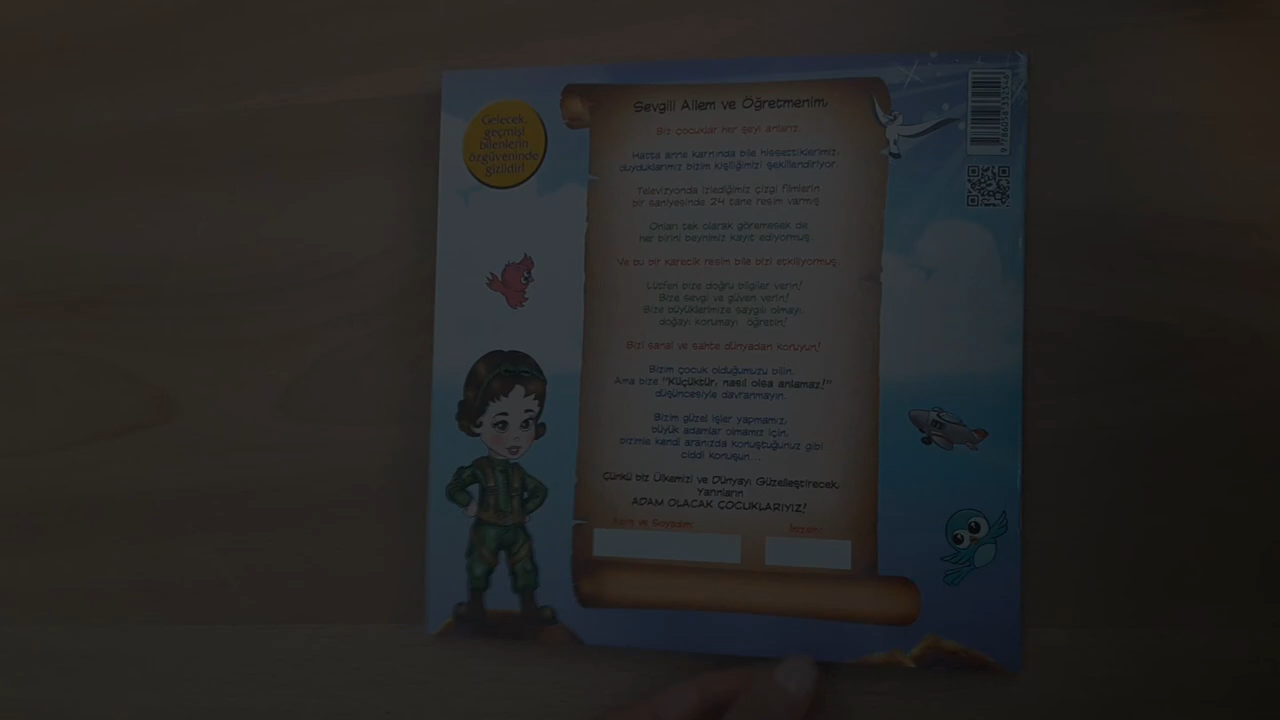 Gelecek,
geçmişi
bilenlerin
özgüveninde
gizlidir!
Sevgili Ailem ve Öğretmenim,
Biz çocuklar her şeyi anlarız.
Hatta anne karnında bile hissettiklerimiz,
duyduklarımız bizim kişiliğimizi şekillendiriyor.
Televizyonda izlediğimiz çizgi filmlerin
bir saniyesinde 24 tane resim varmış.
Onları tek olarak göremesek de
her birini beynimiz kayıt ediyormuş.
Ve bu bir karecik resim bile bizi etkiliyormuş.
Lütfen bize doğru bilgiler verin!
Bize sevgi ve güven verin!
Bize büyüklerimize saygılı olmayı,
doğayı korumayı öğretin!
Bizi sanal ve sahte dünyadan koruyun!
Bizim çocuk olduğumuzu bilin.
Ama bize "Küçüktür, nasıl olsa anlamaz!"
düşüncesiyle davranmayın.
Bizim güzel işler yapmamız,
büyük adamlar olmamız için,
bizimle kendi aranızda konuştuğunuz gibi
ciddi konuşun...
Çünkü biz Ülkemizi ve Dünyayı Güzelleştirecek,
Yarınların
ADAM OLACAK ÇOCUKLARIYIZ!
ve Soyadım:
İmzam: